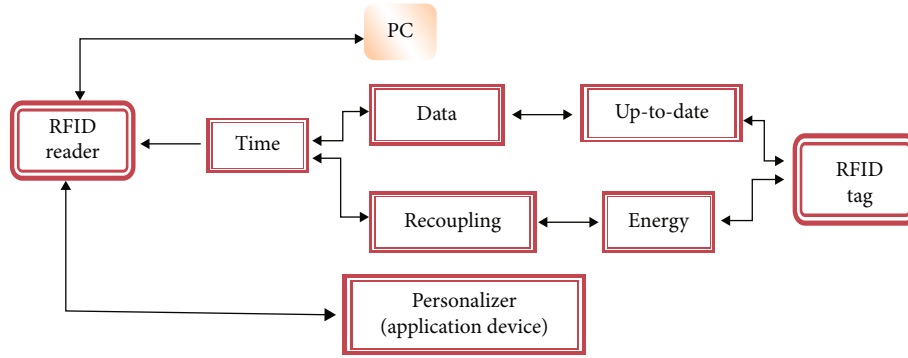 PC
RFID
reader
Time
Data
Up-to-date
RFID
tag
Recoupling
Energy
Personalizer
(application device)